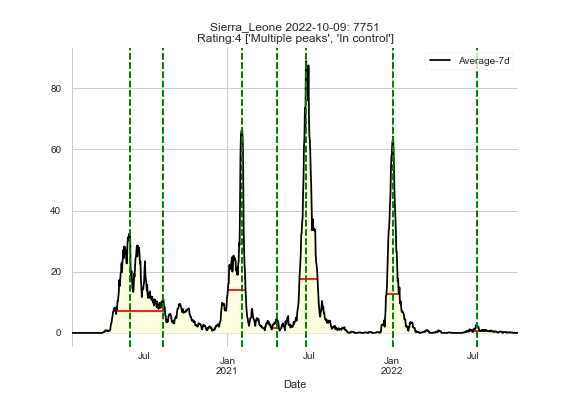 Sierra_Leone 2022-10-09: 7751
Rating:4 ['Multiple peaks', 'In control']
Average-7d
80
60
40
20
0
Jul
Jan
2021
Jul
Jan
2022
Jul
Date